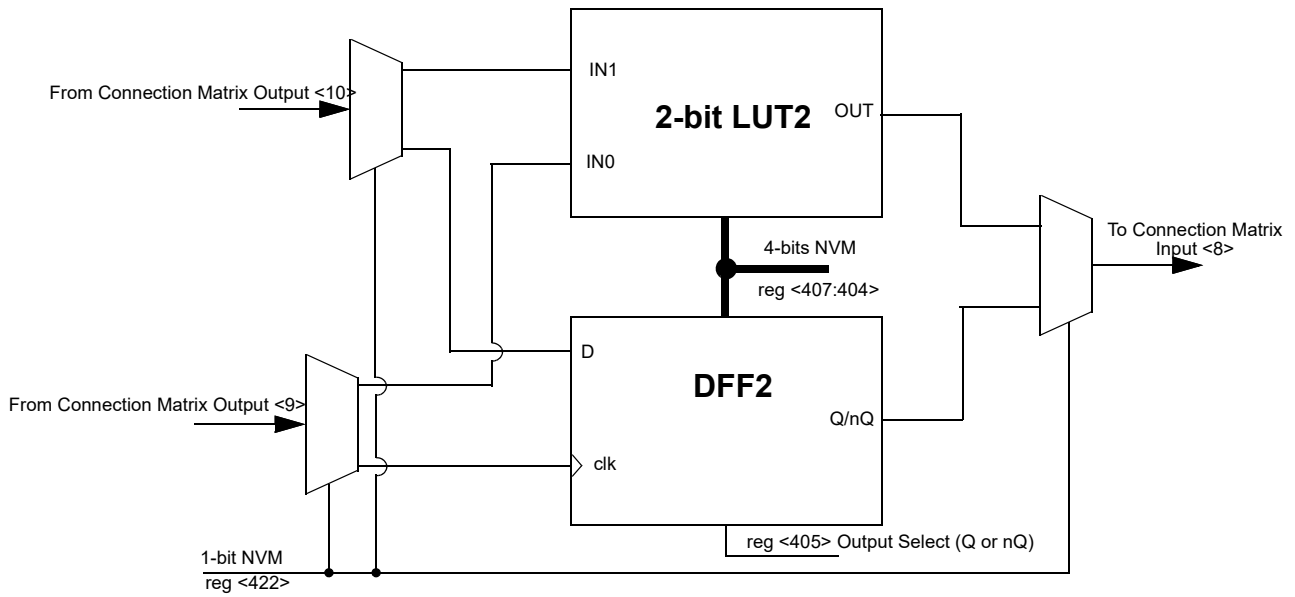 From Connection Matrix Output <10>
IN1
2-bit LUT2
OUT
IN0
To Connection Matrix
Input <8>
4-bits NVM
reg <407:404>
D
DFF2
From Connection Matrix Output <9>
Q/nQ
clk
reg <405> Output Select (Q or nQ)
1-bit NVM
reg <422>